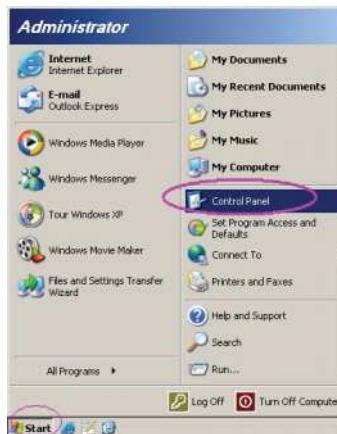 Administrator
Internet
Internet Explorer
E-mail
Outlook Express
Windows Media Player
Windows Messenger
Tour Windows XP
Windows Movie Maker
Files and Settings Transfer
Wizard
All Programs
My Documents
My Recent Documents
My Pictures
My Music
My Computer
Control Panel
Set Program Access and
Defaults
Connect To
Printers and Faxes
Help and Support
Search
Run...
Log Off
Turn Off Compute
Start